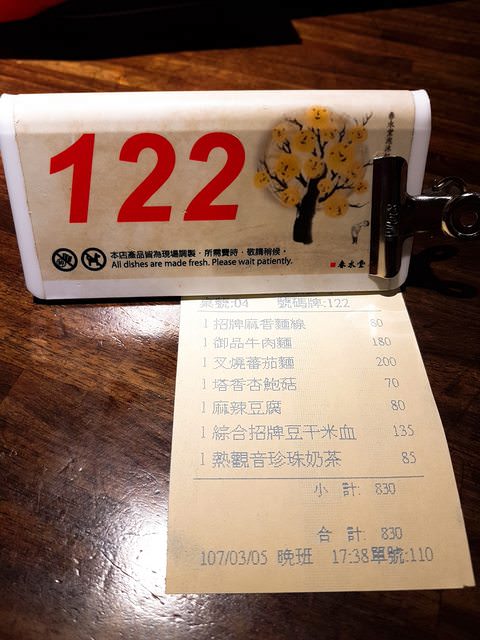 122
本店產品皆為現場調製，所需費時，敬請稍候。
All dishes are made fresh. Please wait patiently.
春水堂
桌號:04 號碼牌:122
1 招牌麻香麵線 80
1 御品牛肉麵 180
1 叉燒蕃茄麵 200
1 塔香杏鮑菇 70
1 麻辣豆腐 80
1 綜合招牌豆干米血 135
1 熱觀音珍珠奶茶 85
小 計: 830
合 計: 830
107/03/05 晚班 17:38單號:110